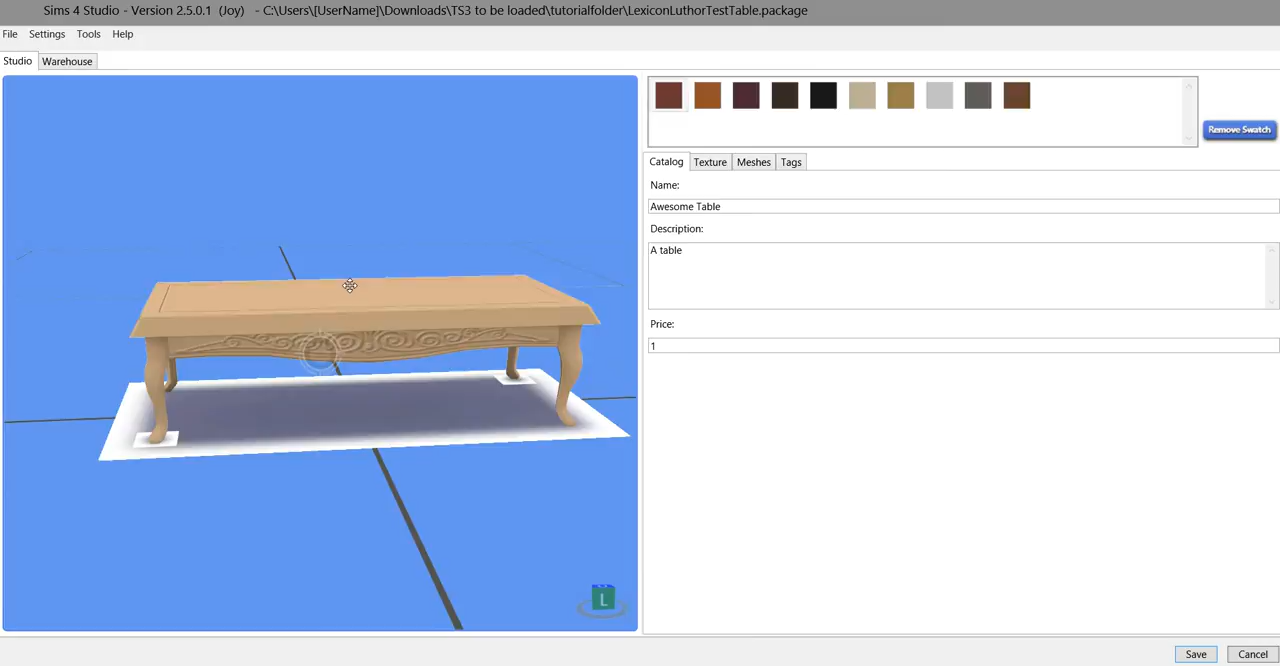 Sims 4 Studio - Version 2.5.0.1 (Joy) - C:\Users\[UserName]\Downloads\TS3 to be loaded\tutorialfolder\LexiconLuthorTestTable.package
File Settings Tools Help
Studio Warehouse
Remove Swatch
Catalog Texture Meshes Tags
Name:
Awesome Table
Description:
A table
Price:
1
L
Save Cancel